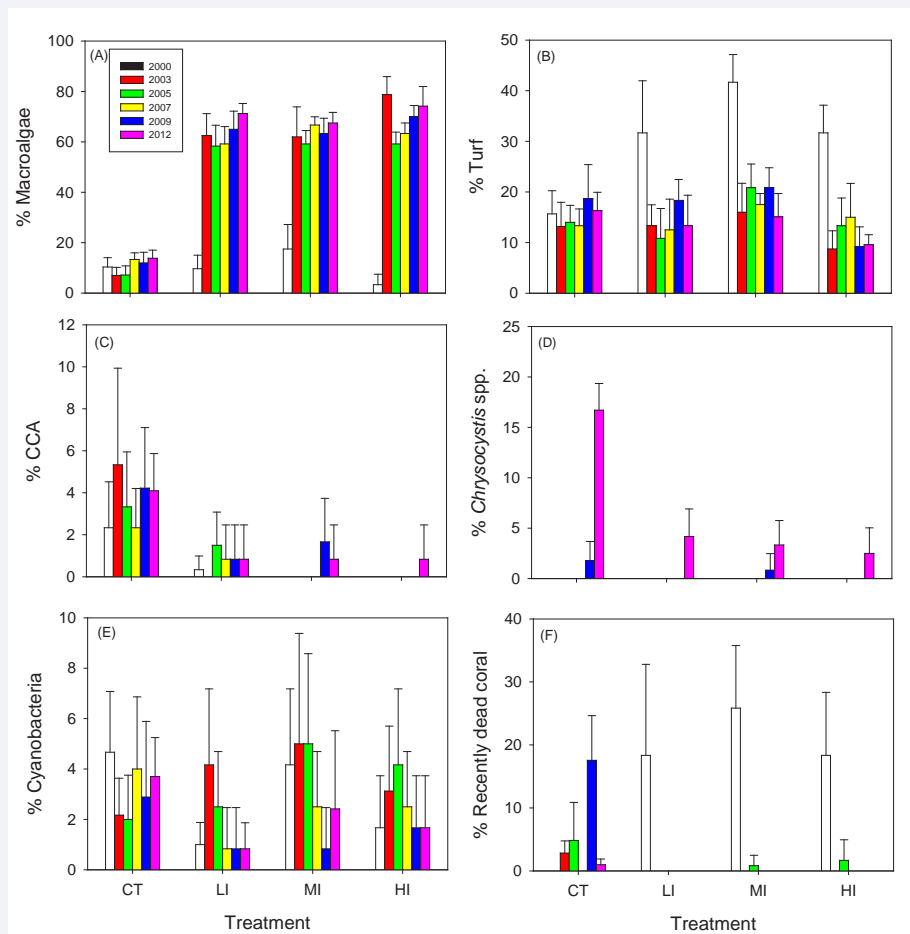 (A)
2000
2003
2005
2007
2009
2012
% Macroalgae
100
80
60
40
20
0
(B)
% Turf
50
40
30
20
10
0
(C)
% CCA
12
10
8
6
4
2
0
(D)
% Chrysocystis spp.
25
20
15
10
5
0
(E)
% Cyanobacteria
10
8
6
4
2
0
CT LI MI HI
Treatment
(F)
% Recently dead coral
40
30
20
10
0
CT LI MI HI
Treatment